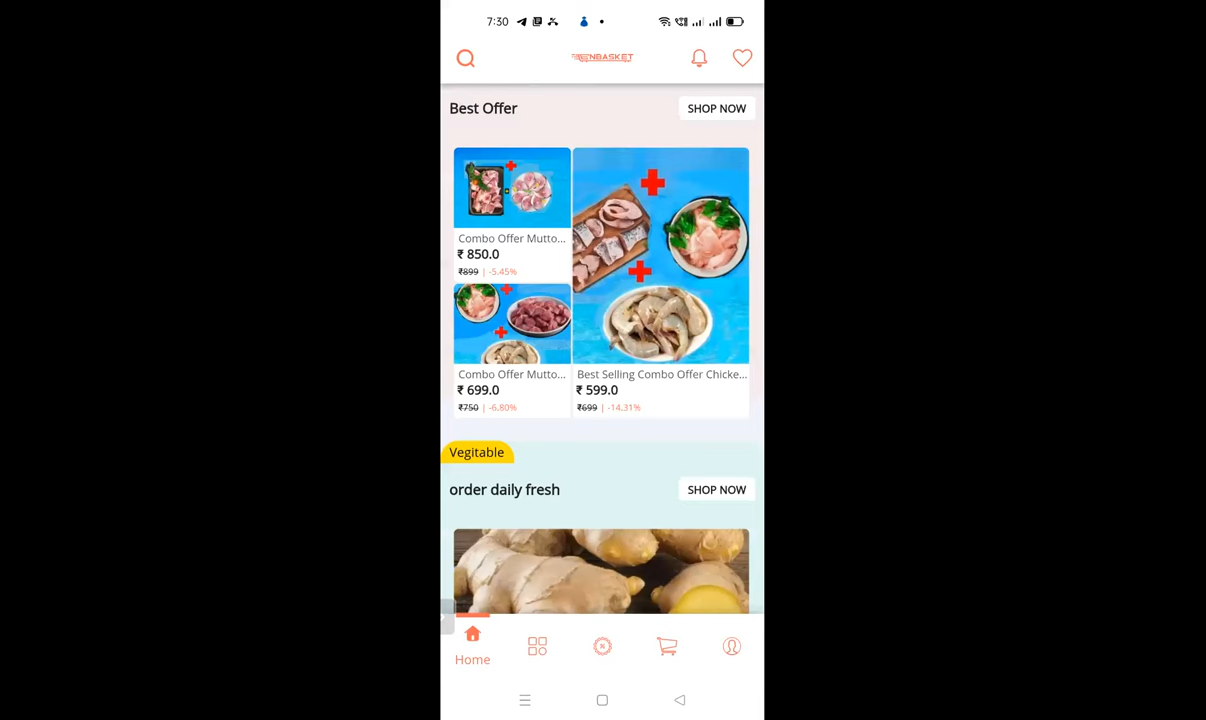 7:30
ENBASKET
Best Offer
SHOP NOW
Combo Offer Mutto...
₹ 850.0
₹899 | -5.45%
Combo Offer Mutto...
₹ 699.0
₹750 | -6.80%
Best Selling Combo Offer Chicke...
₹ 599.0
₹699 | -14.31%
Vegitable
order daily fresh
SHOP NOW
Home